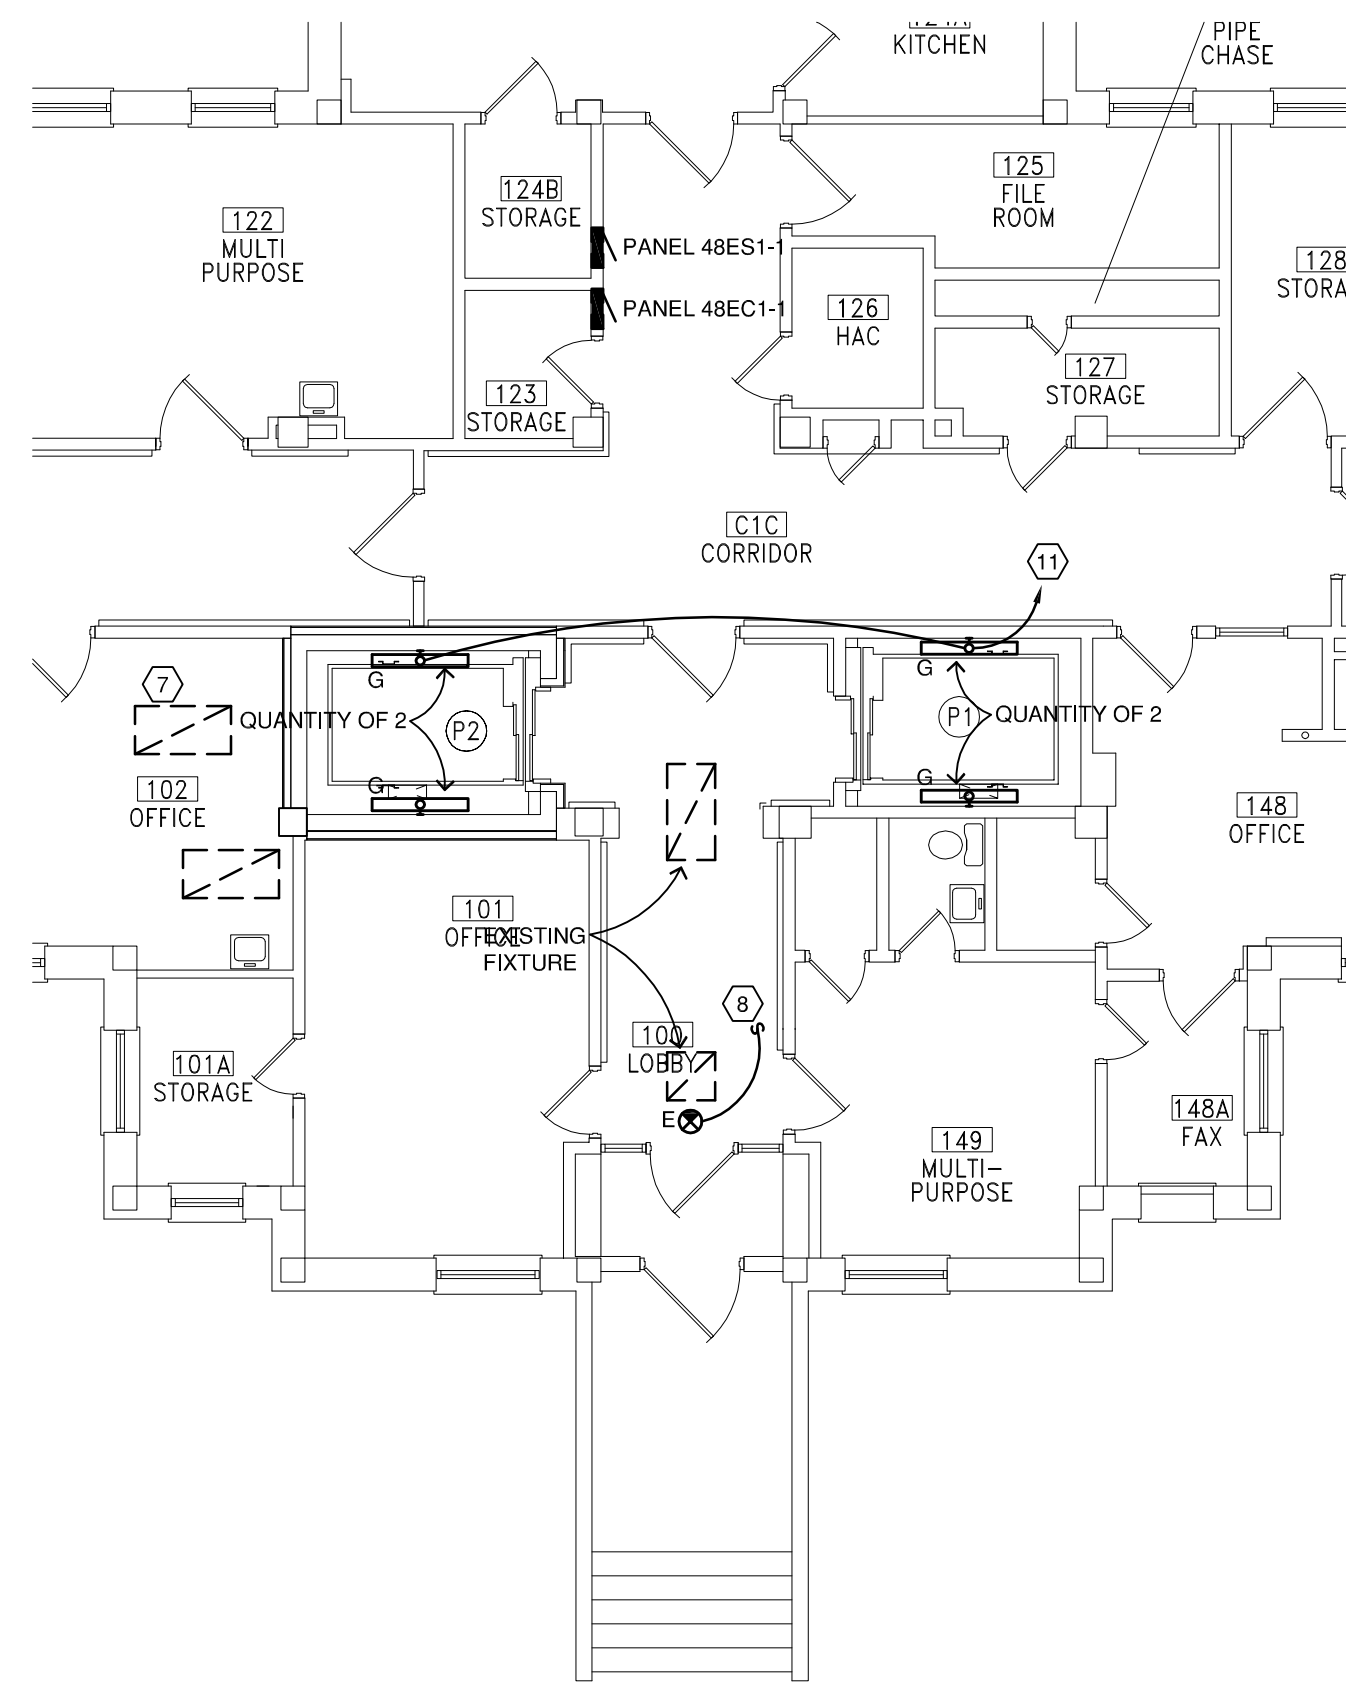 KITCHEN
PIPE
CHASE
125
FILE
ROOM
124B
STORAGE
122
MULTI
PURPOSE
PANEL 48ES1-1
128
STORA
PANEL 48EC1-1
126
HAC
127
STORAGE
123
STORAGE
C1C
CORRIDOR
11
7
G
G
QUANTITY OF 2
P2
P1
QUANTITY OF 2
G
G
102
OFFICE
148
OFFICE
101
OFFICE
EXISTING
FIXTURE
8
S
100
LOBBY
101A
STORAGE
E
148A
FAX
149
MULTI-
PURPOSE